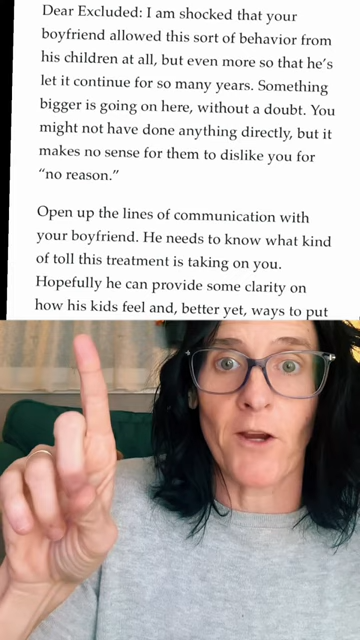 Dear Excluded: I am shocked that your
boyfriend allowed this sort of behavior from
his children at all, but even more so that he's
let it continue for so many years. Something
bigger is going on here, without a doubt. You
might not have done anything directly, but it
makes no sense for them to dislike you for
“no reason.”
Open up the lines of communication with
your boyfriend. He needs to know what kind
of toll this treatment is taking on you.
Hopefully he can provide some clarity on
how his kids feel and, better yet, ways to put